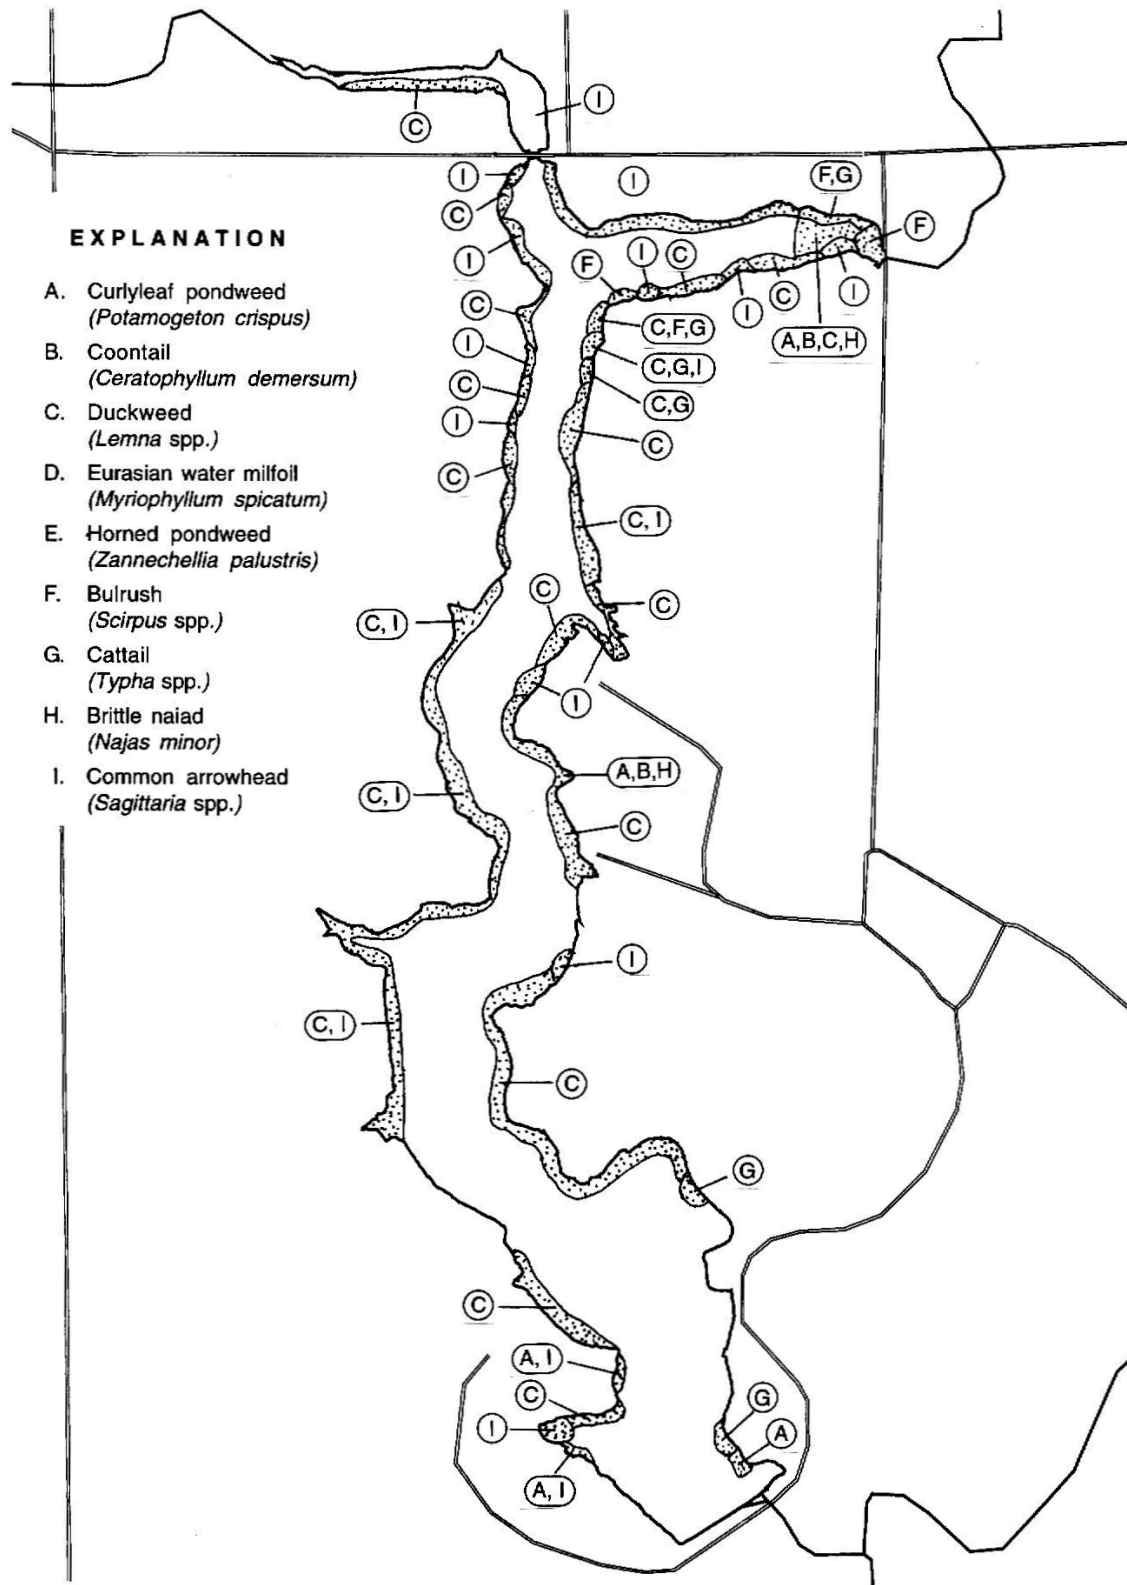 C
I
I
I
F,G
C
F
EXPLANATION
I
F
I
C
I
C
I
A. Curlyleaf pondweed
(Potamogeton crispus)
C
C,F,G
A,B,C,H
B. Coontail
(Ceratophyllum demersum)
I
C,G,I
C
C,G
C. Duckweed
(Lemna spp.)
I
C
D. Eurasian water milfoil
(Myriophyllum spicatum)
C
E. Horned pondweed
(Zannechellia palustris)
C, I
F. Bulrush
(Scirpus spp.)
C
C
C, I
G. Cattail
(Typha spp.)
I
H. Brittle naiad
(Najas minor)
I. Common arrowhead
(Sagittaria spp.)
A,B,H
C, I
C
I
C, I
C
G
C
A, I
C
G
I
A
A, I